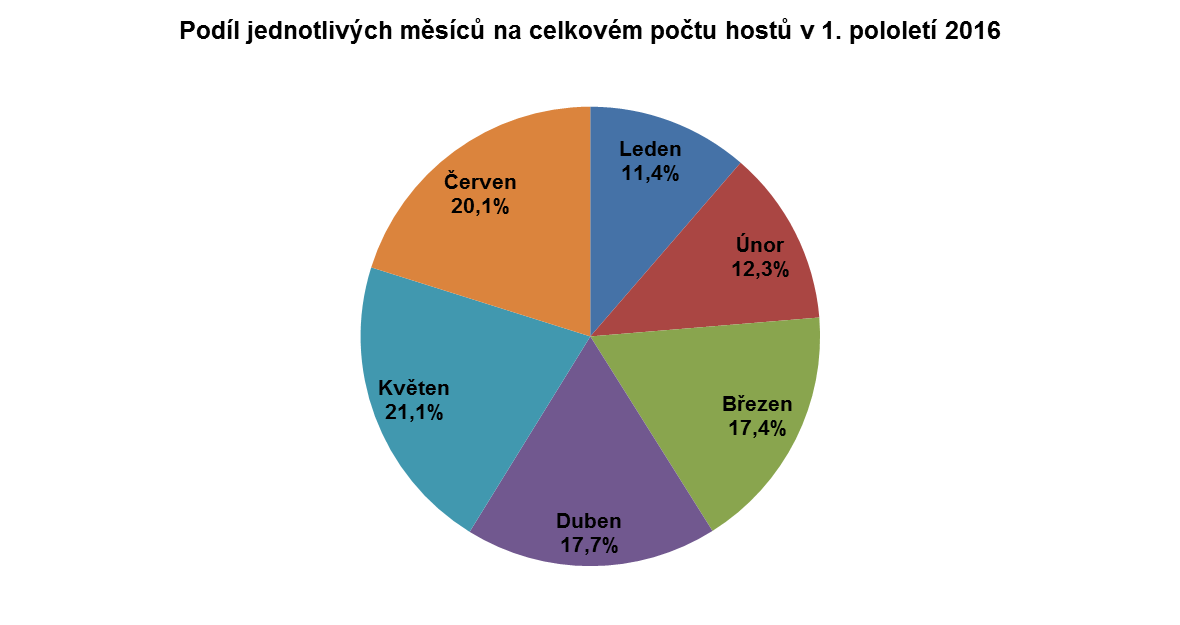 Podíl jednotlivých měsíců na celkovém počtu hostů v 1. pololetí 2016
Leden
11,4%
Únor
12,3%
Březen
17,4%
Duben
17,7%
Květen
21,1%
Červen
20,1%